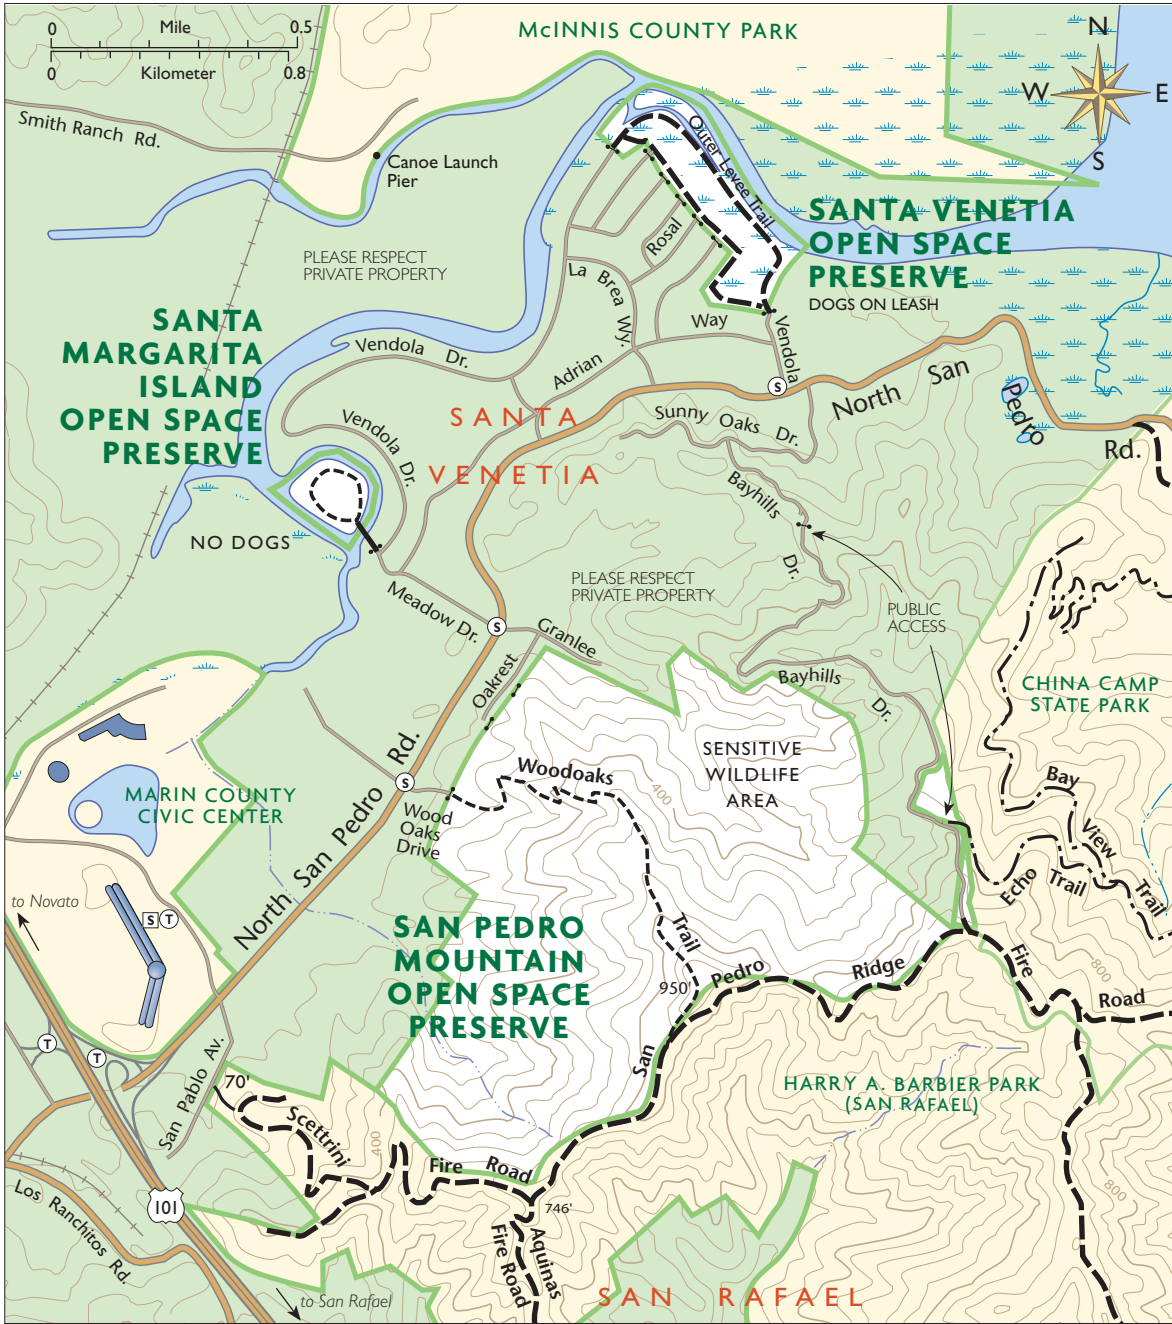 0 Mile 0.5
0 Kilometer 0.8
McINNIS COUNTY PARK
N
W E
S
Smith Ranch Rd.
Canoe Launch
Pier
Outer Levee Trail
SANTA VENETIA
OPEN SPACE
PRESERVE
DOGS ON LEASH
PLEASE RESPECT
PRIVATE PROPERTY
Rosal
La Brea Wy.
Way
Adrian
Vendola
SANTA
MARGARITA
ISLAND
OPEN SPACE
PRESERVE
Vendola Dr.
Vendola Dr.
S
North San Pedro Rd.
SANTA
VENETIA
Sunny Oaks Dr.
Bayhills
Dr.
NO DOGS
PLEASE RESPECT
PRIVATE PROPERTY
PUBLIC
ACCESS
Meadow Dr.
S
Granlee
Oakrest
Bayhills
Dr.
CHINA CAMP
STATE PARK
SENSITIVE
WILDLIFE
AREA
Woodoaks
400
Trail
MARIN COUNTY
CIVIC CENTER
S
Wood
Oaks
Drive
North San Pedro Rd.
Bay
View
Trail
Echo
Trail
to Novato
S T
SAN PEDRO
MOUNTAIN
OPEN SPACE
PRESERVE
950'
San
Pedro
Ridge
Fire
Road
800
T
T
San Pablo Av.
70'
Scettrini
400
Fire Road
HARRY A. BARBIER PARK
(SAN RAFAEL)
800
Los Ranchitos Rd.
101
746'
Aquinas
Fire Road
to San Rafael
SAN RAFAEL